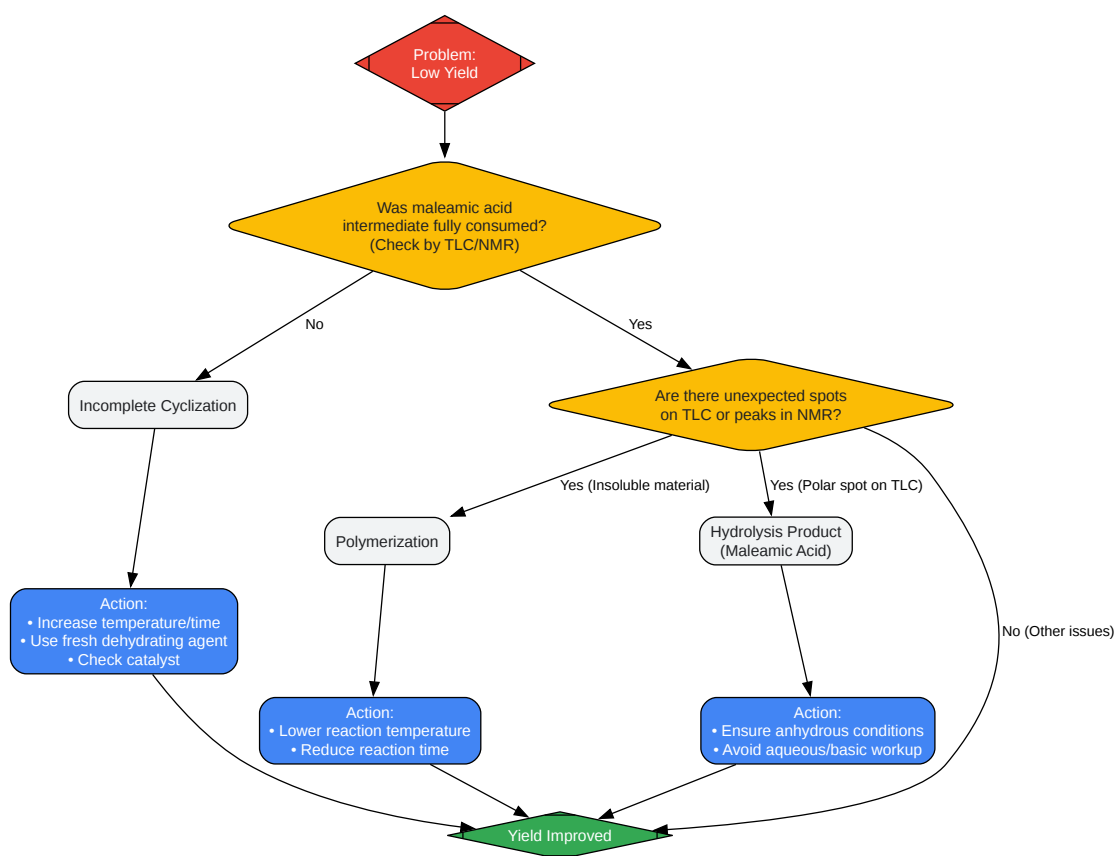 Problem:
Low Yield
Was maleamic acid
intermediate fully consumed?
(Check by TLC/NMR)
No
Yes
Incomplete Cyclization
Are there unexpected spots
on TLC or peaks in NMR?
Yes (Insoluble material)
Yes (Polar spot on TLC)
Polymerization
Hydrolysis Product
(Maleamic Acid)
Action:
• Increase temperature/time
• Use fresh dehydrating agent
• Check catalyst
No (Other issues)
Action:
• Lower reaction temperature
• Reduce reaction time
Action:
• Ensure anhydrous conditions
• Avoid aqueous/basic workup
Yield Improved